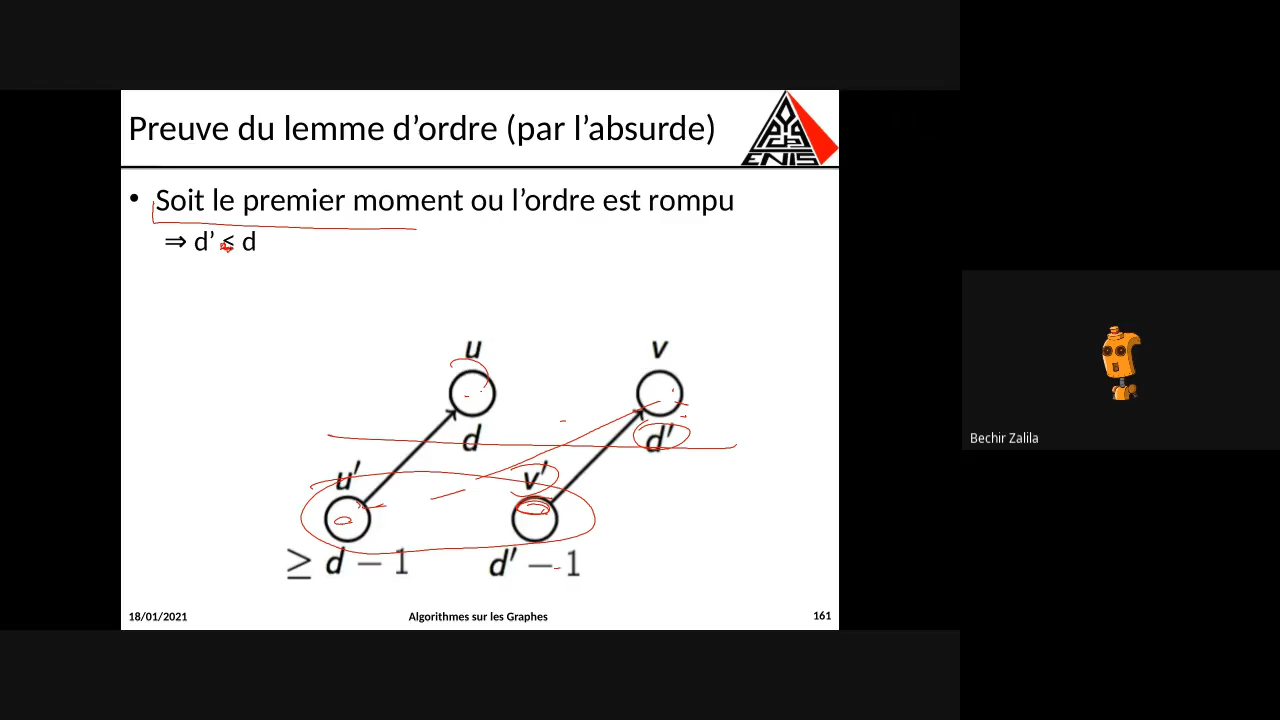 Preuve du lemme d’ordre (par l’absurde)
ENIS
• Soit le premier moment ou l’ordre est rompu
⇒ d’ ≤ d
u v
d d′
u′ v′
≥ d − 1 d′ − 1
18/01/2021 Algorithmes sur les Graphes 161
Bechir Zalila